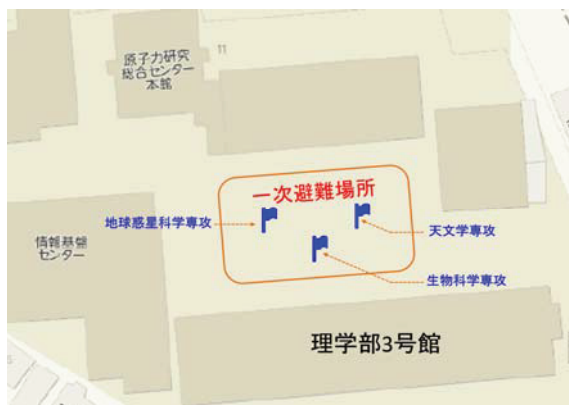 原子力研究
総合センター
本館
11
一次避難場所
地球惑星科学専攻
天文学専攻
情報基盤
センター
生物科学専攻
理学部3号館